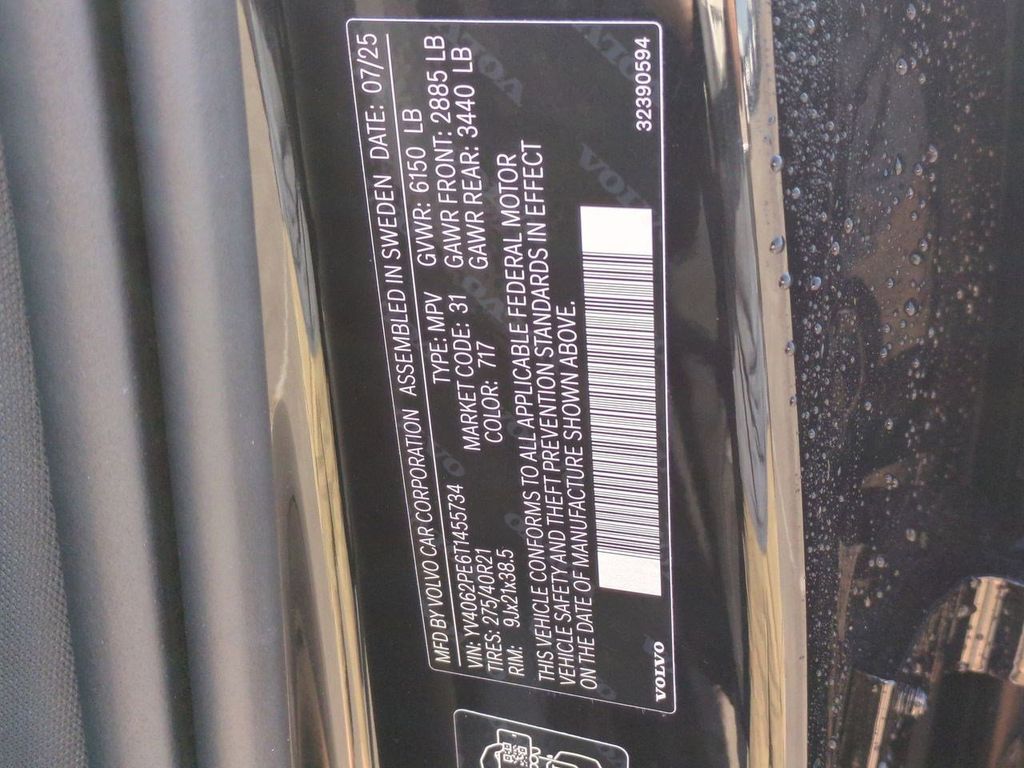 MFD BY VOLVO CAR CORPORATION ASSEMBLED IN SWEDEN DATE: 07/25
VIN: YV4062PE6T1455734 TYPE: MPV GVWR: 6150 LB
TIRES: 275/40R21 MARKET CODE: 31 GAWR FRONT: 2885 LB
RIM: 9Jx21x38.5 COLOR: 717 GAWR REAR: 3440 LB
THIS VEHICLE CONFORMS TO ALL APPLICABLE FEDERAL MOTOR
VEHICLE SAFETY AND THEFT PREVENTION STANDARDS IN EFFECT
ON THE DATE OF MANUFACTURE SHOWN ABOVE.
VOLVO 32390594